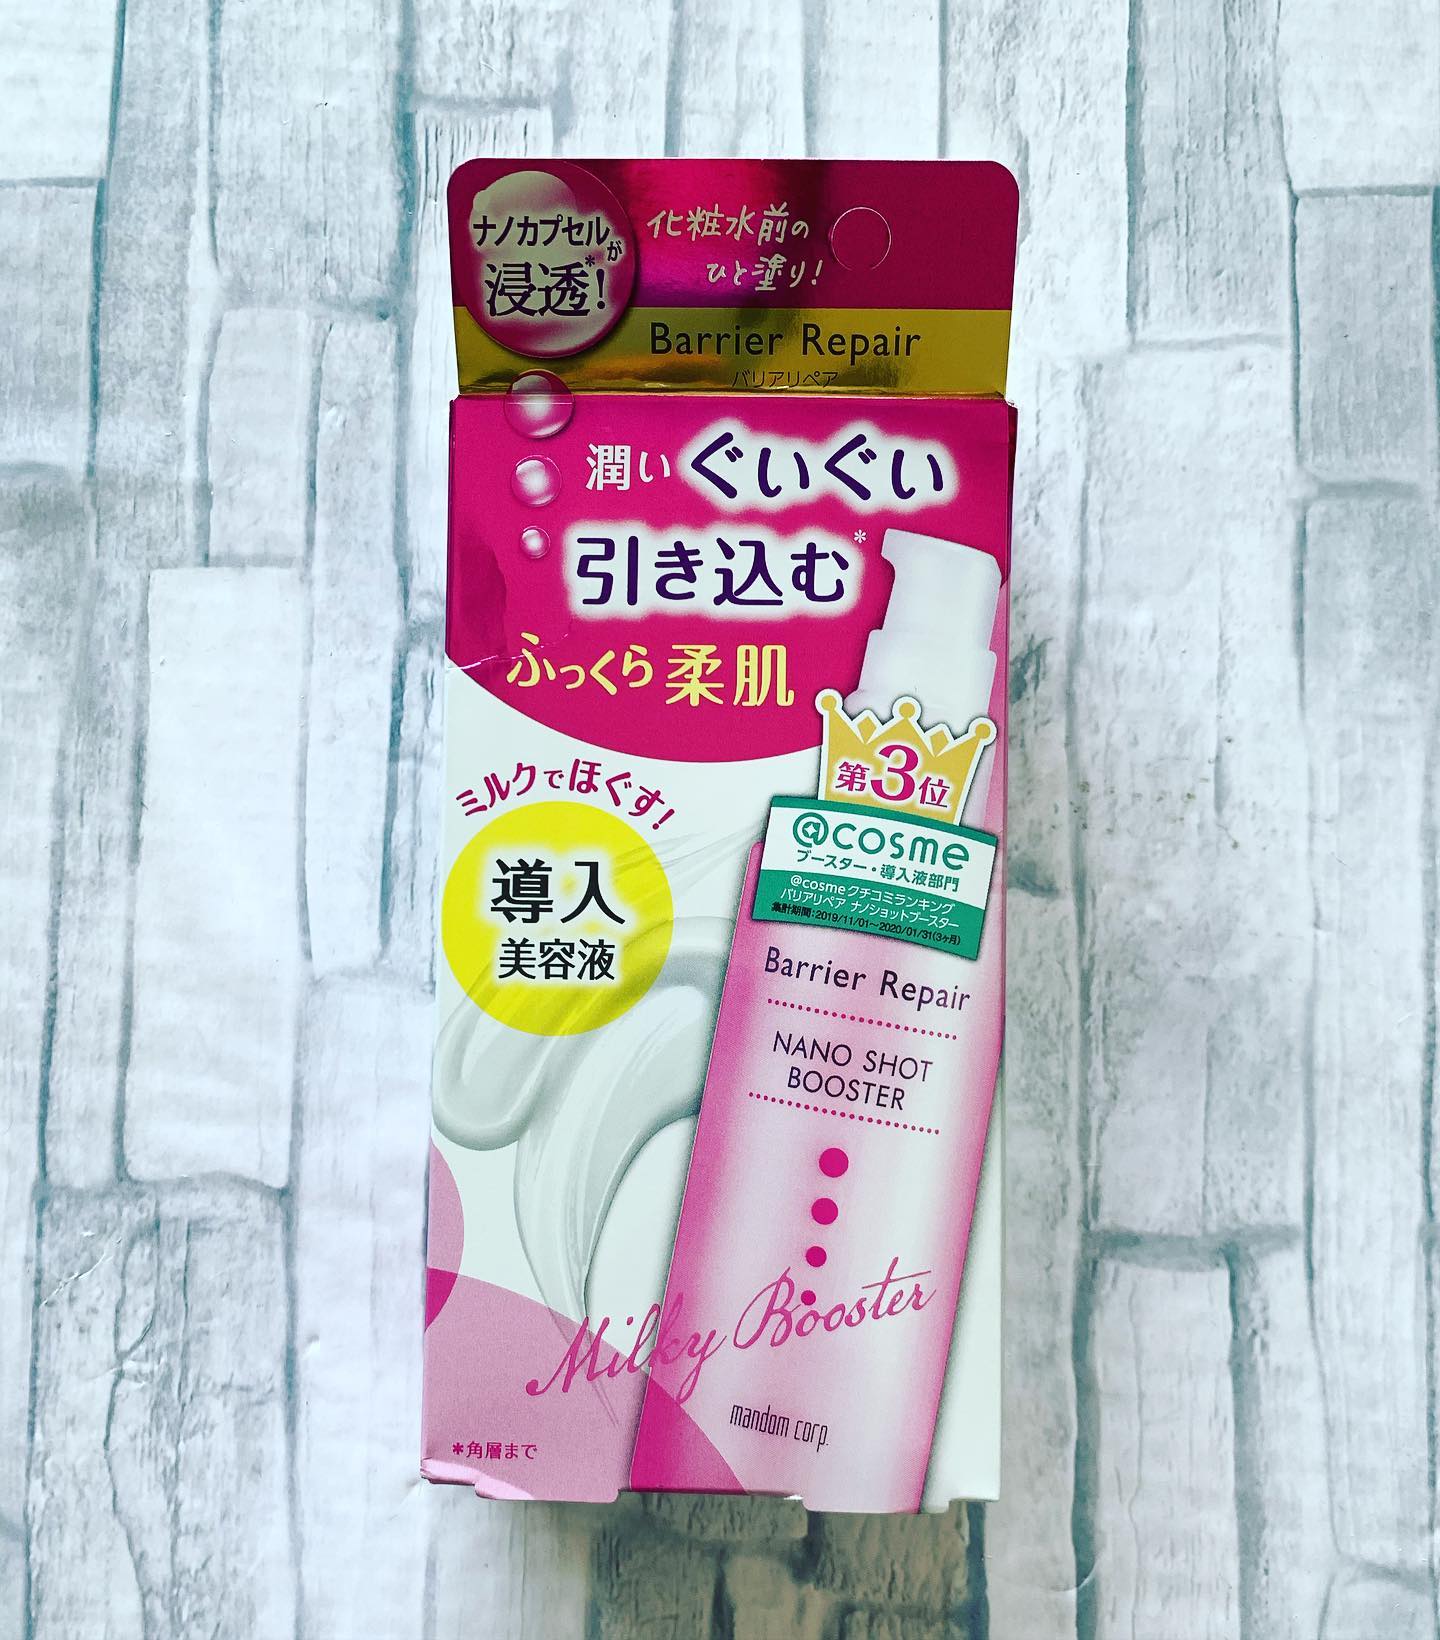 ナノカプセルが
浸透*!
化粧水前の
ひと塗り!
Barrier Repair
バリアリペア
潤いぐいぐい
引き込む*
ふっくら柔肌
ミルクでほぐす!
導入
美容液
第3位
@cosme
ブースター・導入液部門
@cosmeクチコミランキング
バリアリペア ナノショットブースター
集計期間:2019/11/01〜2020/01/31(3ヶ月)
Barrier Repair
NANO SHOT
BOOSTER
Milky Booster
mandom corp.
*角層まで